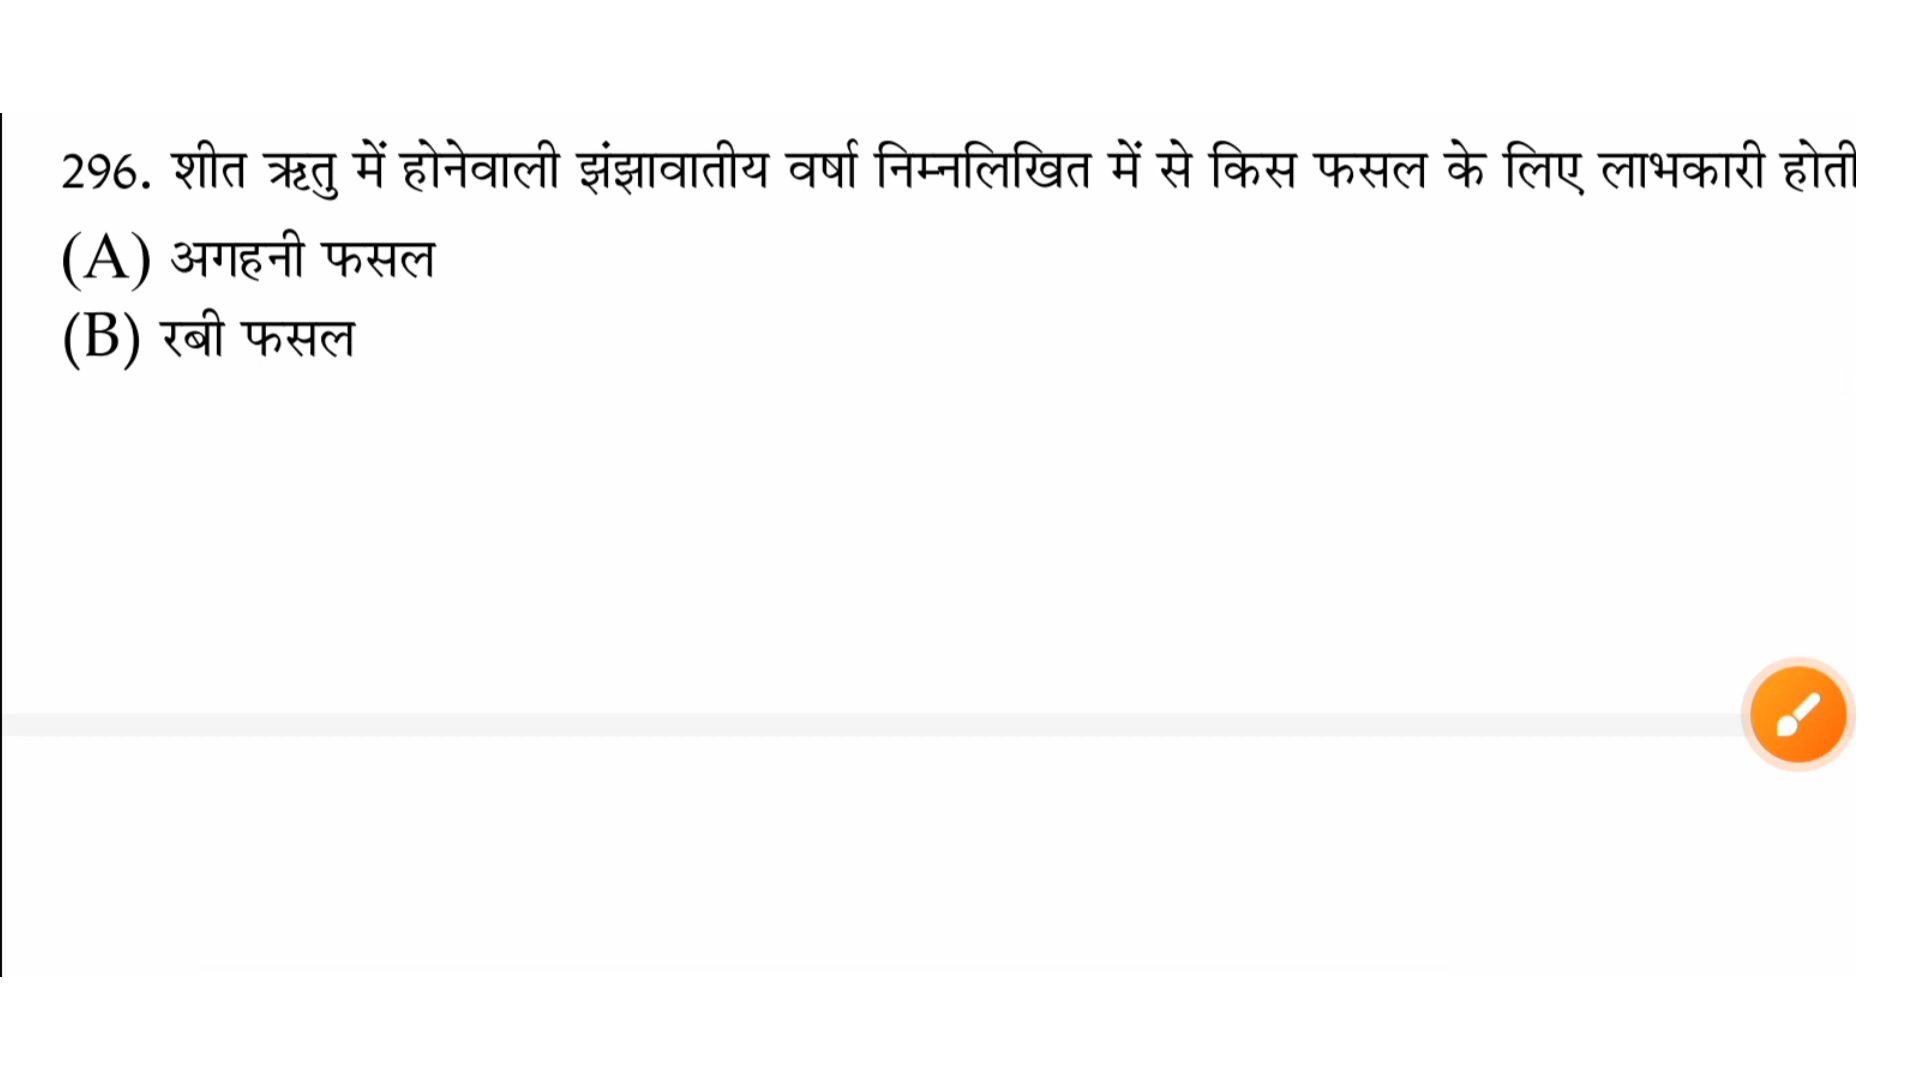 296. शीत ऋतु में होनेवाली झंझावातीय वर्षा निम्नलिखित में से किस फसल के लिए लाभकारी होती
(A) अगहनी फसल
(B) रबी फसल